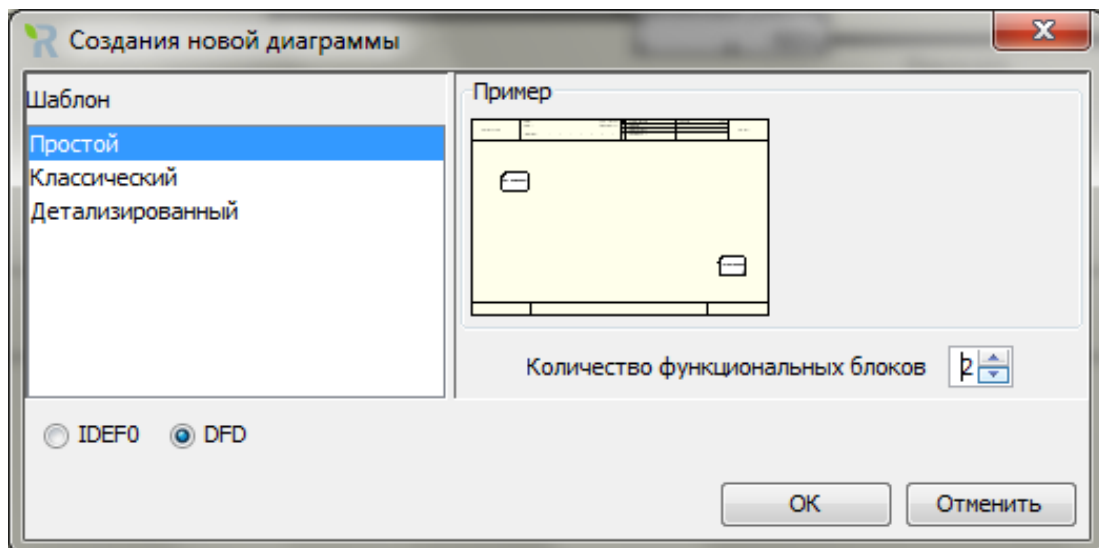 Создания новой диаграммы
Шаблон
Простой
Классический
Детализированный
Пример
Количество функциональных блоков 2
IDEF0 DFD
OK Отменить